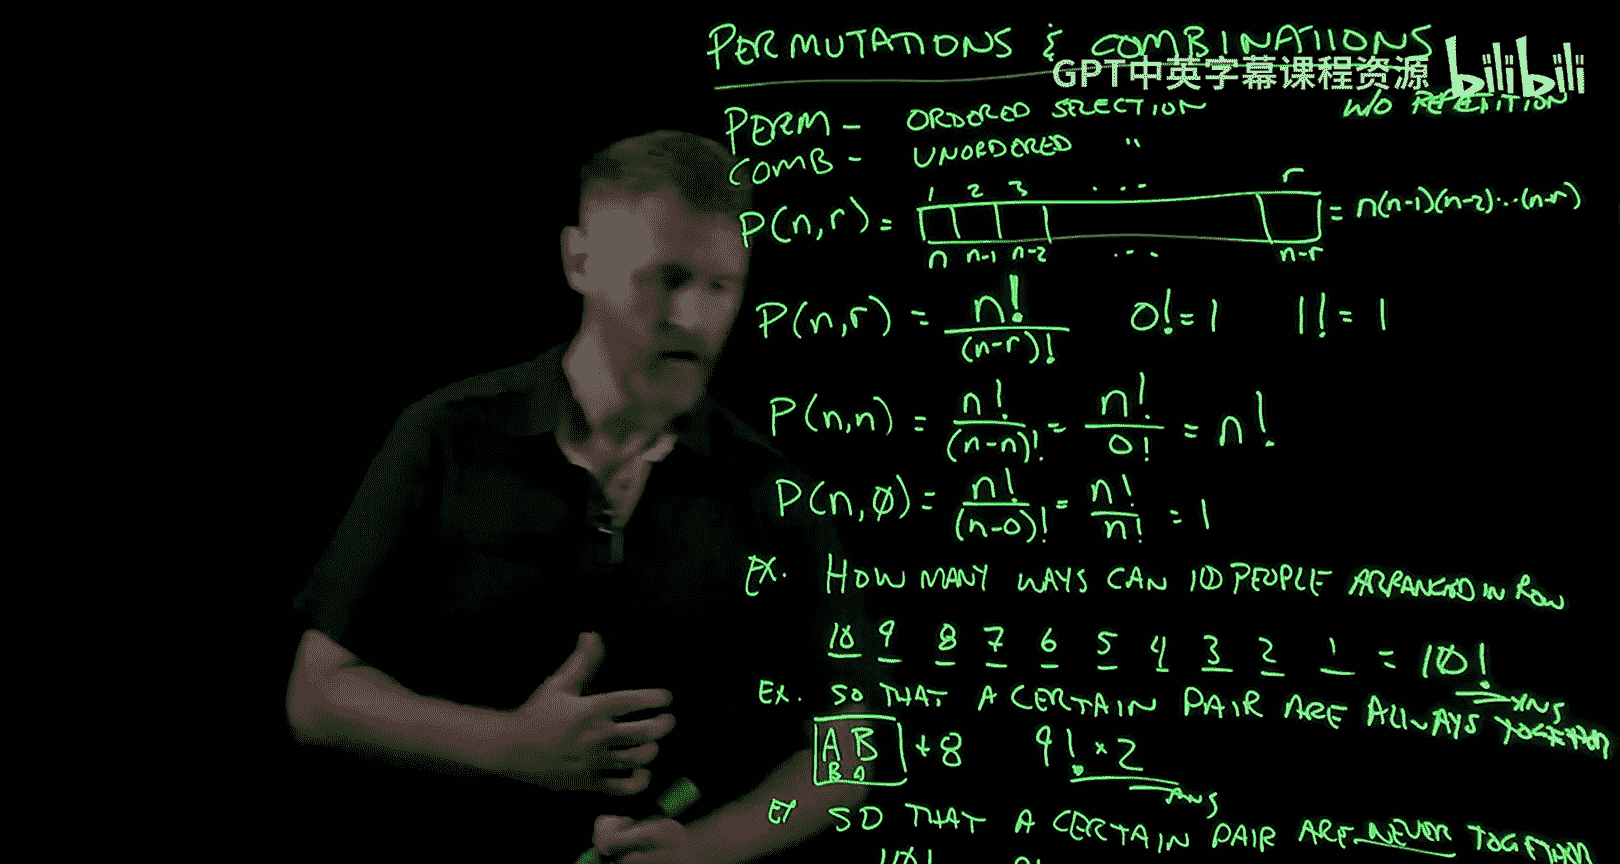 PERMUTATIONS & COMBINATIONS
GPT中英字幕课程资源 bilibili
PERM - ORDERED SELECTION W/O REPETITION
COMB - UNORDERED "
1 2 3 ... r
P(n,r) = = n(n-1)(n-2)...(n-r)
n n-1 n-2 ... n-r
P(n,r) = n!/(n-r)! 0! = 1 1! = 1
P(n,n) = n!/(n-n)! = n!/0! = n!
P(n,∅) = n!/(n-0)! = n!/n! = 1
EX. HOW MANY WAYS CAN 10 PEOPLE ARRANGED IN ROW
10 9 8 7 6 5 4 3 2 1 = 10!
ANS
EX. SO THAT A CERTAIN PAIR ARE ALWAYS TOGETHER
AB + 8 9! × 2
BA
ANS
EX SO THAT A CERTAIN PAIR ARE NEVER TOGETHER
10!